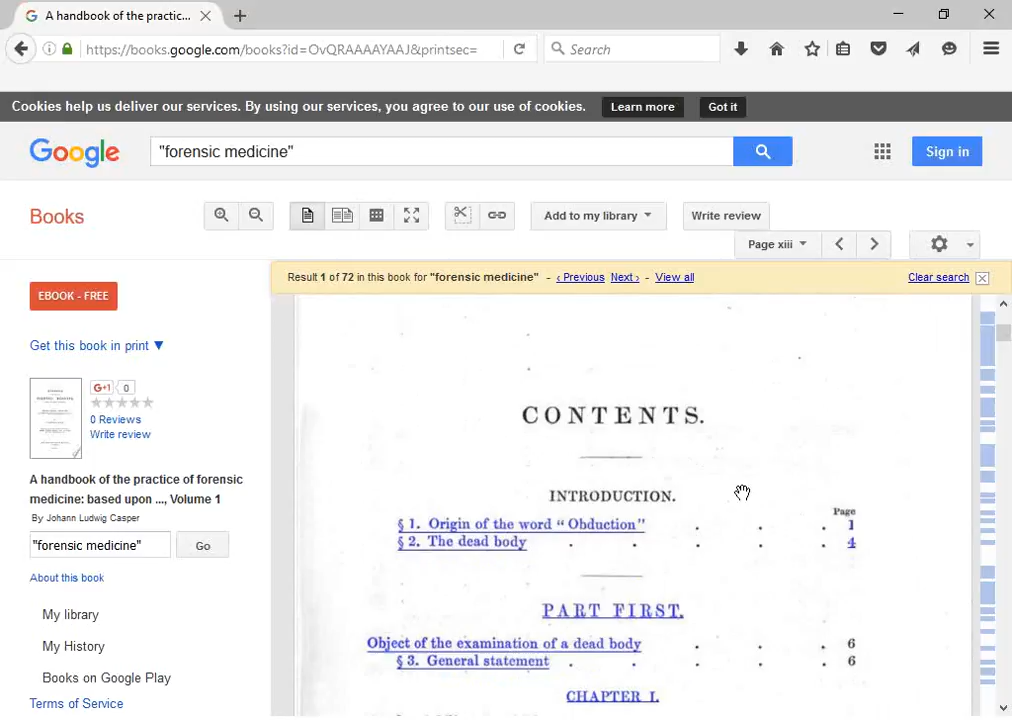 A handbook of the practic...
https://books.google.com/books?id=OvQRAAAAYAAJ&printsec=
Search
Cookies help us deliver our services. By using our services, you agree to our use of cookies. Learn more Got it
Google "forensic medicine" Sign in
Books Add to my library Write review
Page xiii
Result 1 of 72 in this book for "forensic medicine" - ‹ Previous Next › - View all Clear search
EBOOK - FREE
Get this book in print ▼
G+1 0
0 Reviews
Write review
A handbook of the practice of forensic
medicine: based upon ..., Volume 1
By Johann Ludwig Casper
"forensic medicine" Go
About this book
My library
My History
Books on Google Play
Terms of Service
CONTENTS.
INTRODUCTION.
Page
§ 1. Origin of the word “Obduction” . . . 1
§ 2. The dead body . . . . . 4
PART FIRST.
Object of the examination of a dead body . . . 6
§ 3. General statement . . . . . 6
CHAPTER I.